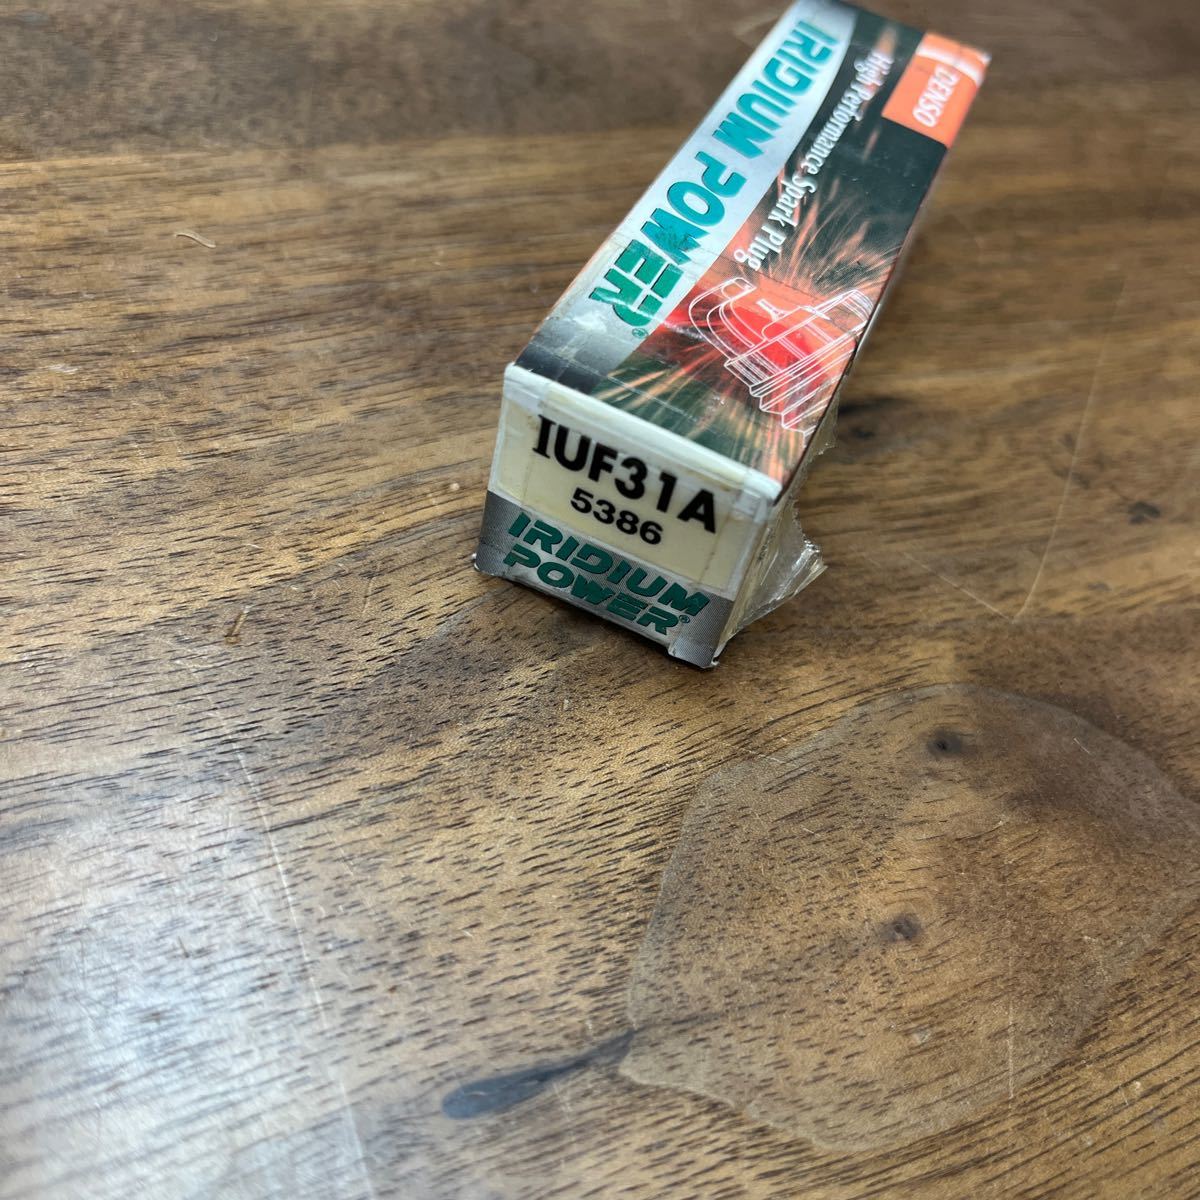 DENSO
High Performance Spark Plug
IRIDIUM POWER®
IUF31A
5386
IRIDIUM
POWER®